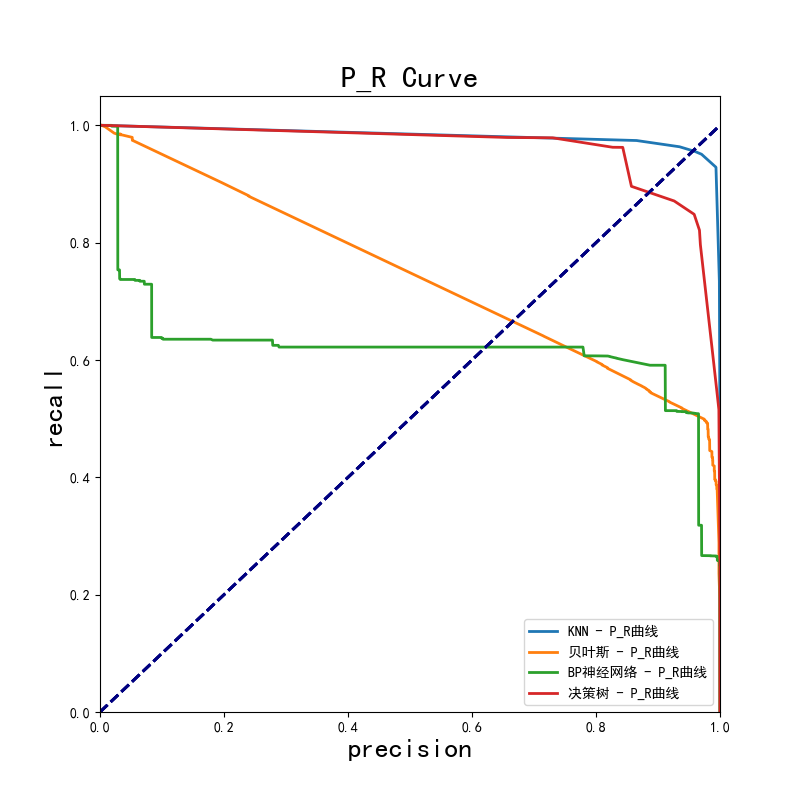 P_R Curve
recall
1.0
0.8
0.6
0.4
0.2
0.0
0.0 0.2 0.4 0.6 0.8 1.0
precision
KNN - P_R曲线
贝叶斯 - P_R曲线
BP神经网络 - P_R曲线
决策树 - P_R曲线